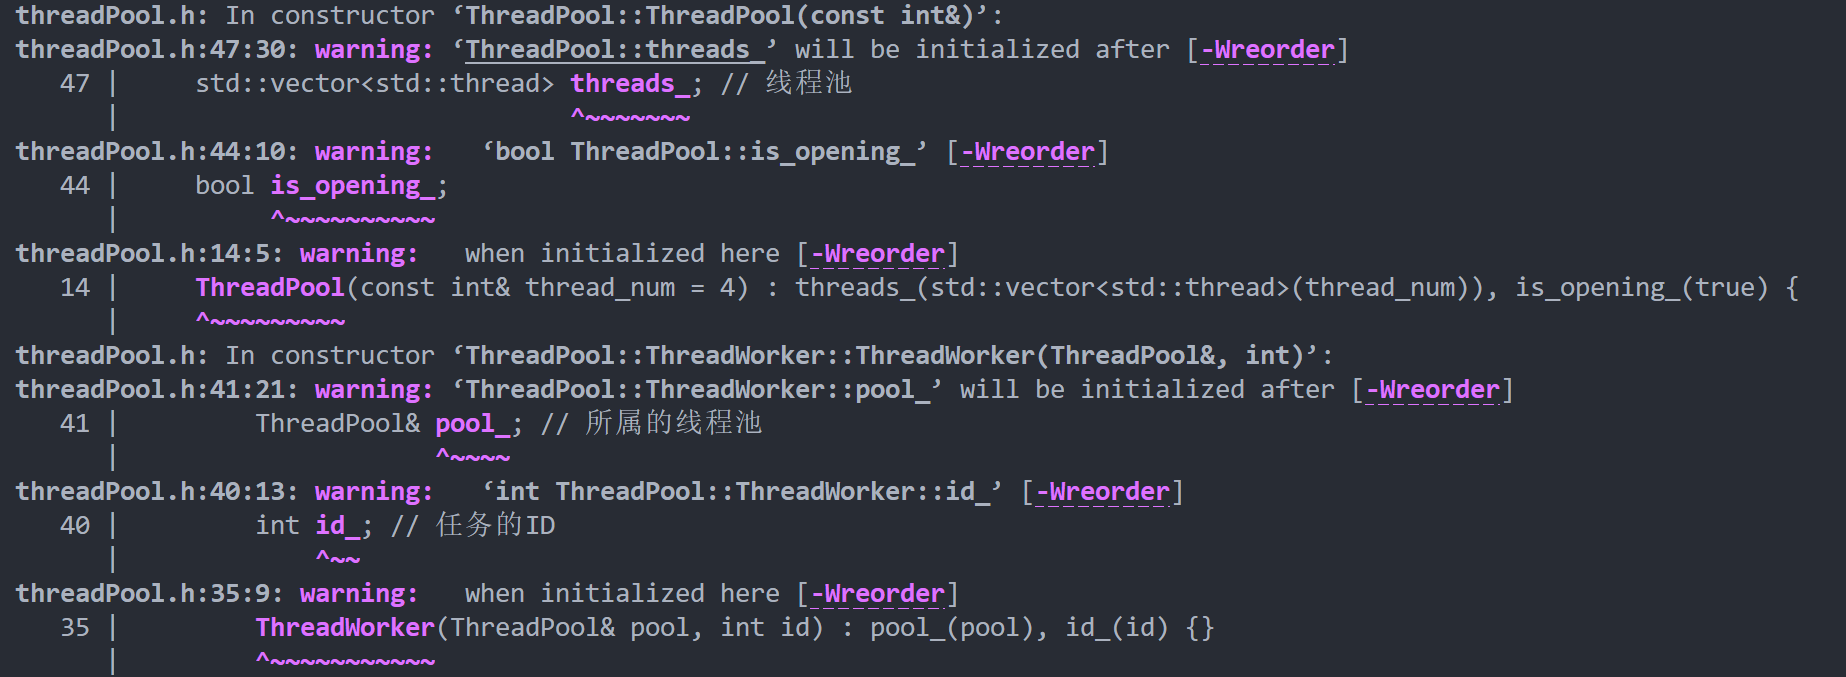 threadPool.h: In constructor ‘ThreadPool::ThreadPool(const int&)’:
threadPool.h:47:30: warning: ‘ThreadPool::threads_’ will be initialized after [-Wreorder]
   47 |     std::vector<std::thread> threads_; // 线程池
      |                              ^~~~~~~~
threadPool.h:44:10: warning:   ‘bool ThreadPool::is_opening_’ [-Wreorder]
   44 |     bool is_opening_;
      |          ^~~~~~~~~~~
threadPool.h:14:5: warning:   when initialized here [-Wreorder]
   14 |     ThreadPool(const int& thread_num = 4) : threads_(std::vector<std::thread>(thread_num)), is_opening_(true) {
      |     ^~~~~~~~~~
threadPool.h: In constructor ‘ThreadPool::ThreadWorker::ThreadWorker(ThreadPool&, int)’:
threadPool.h:41:21: warning: ‘ThreadPool::ThreadWorker::pool_’ will be initialized after [-Wreorder]
   41 |         ThreadPool& pool_; // 所属的线程池
      |                     ^~~~~
threadPool.h:40:13: warning:   ‘int ThreadPool::ThreadWorker::id_’ [-Wreorder]
   40 |         int id_; // 任务的ID
      |             ^~~
threadPool.h:35:9: warning:   when initialized here [-Wreorder]
   35 |         ThreadWorker(ThreadPool& pool, int id) : pool_(pool), id_(id) {}
      |         ^~~~~~~~~~~~